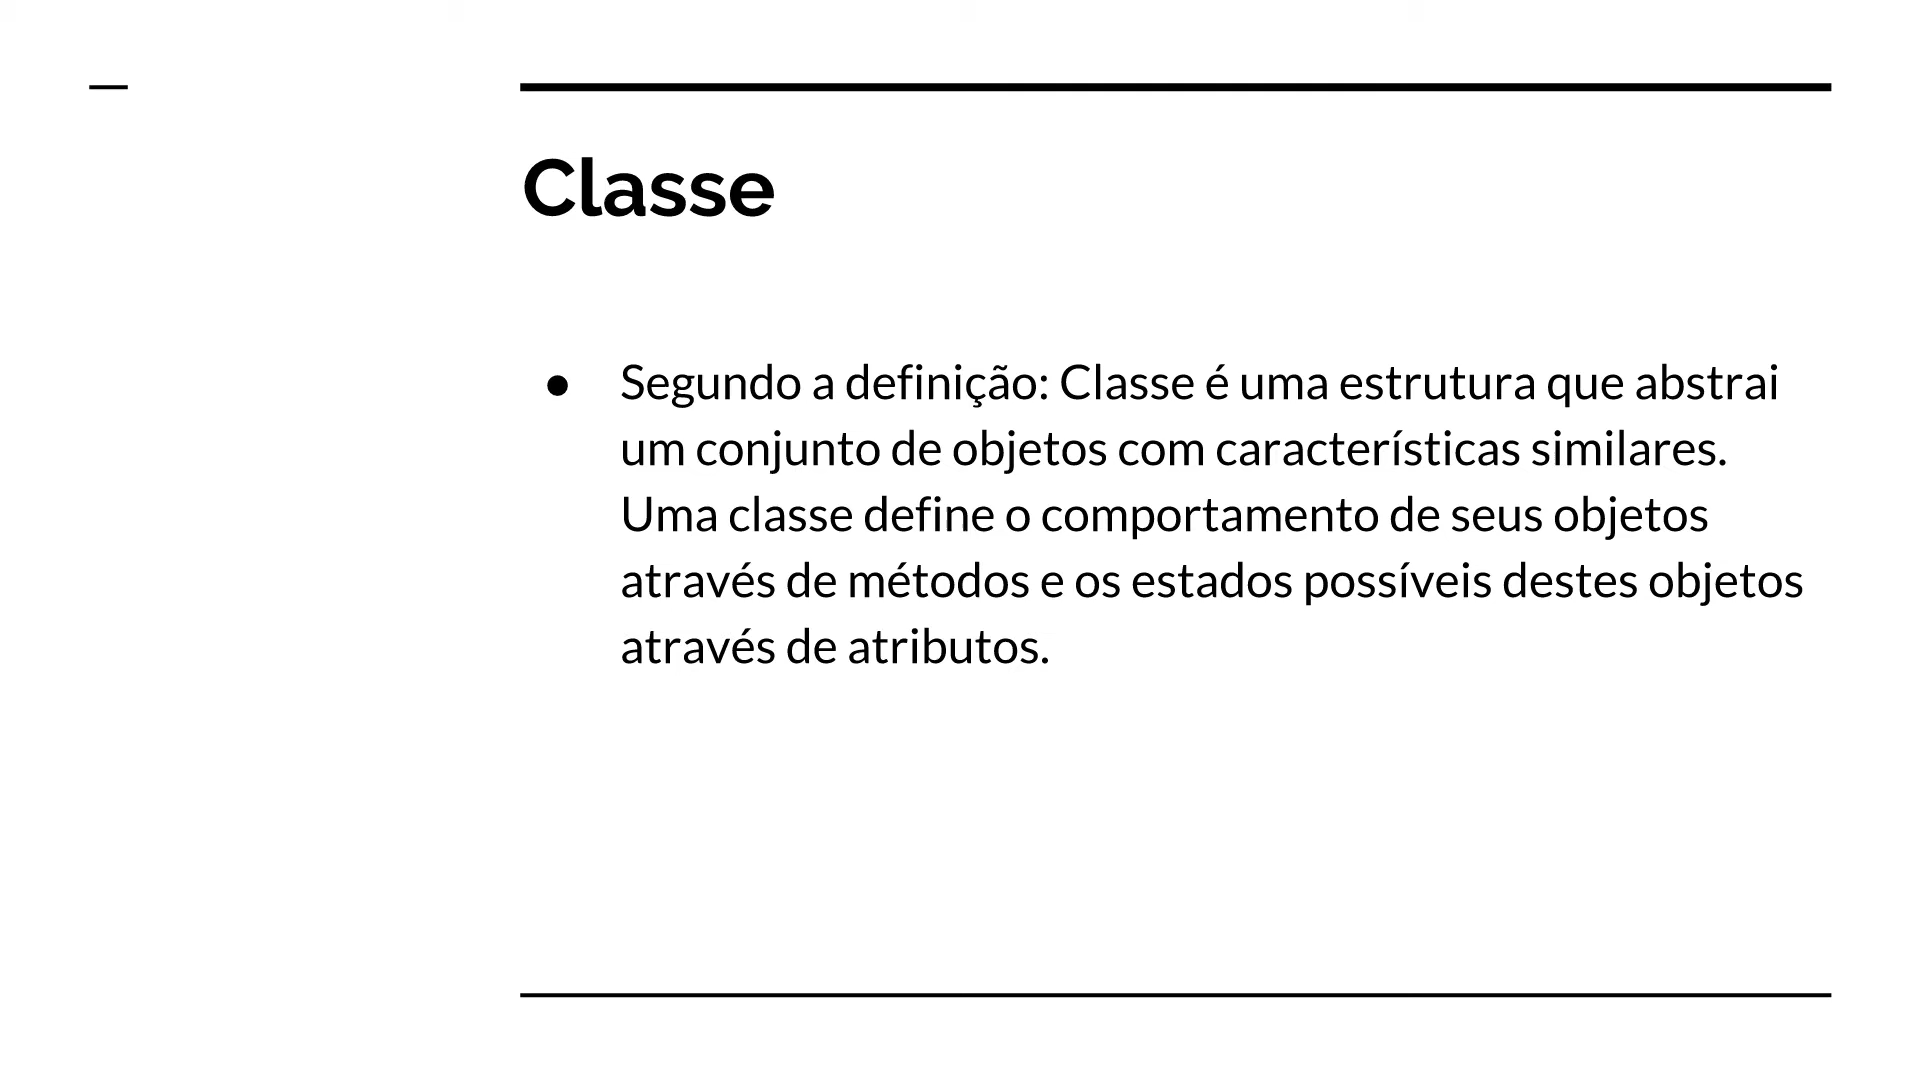 Classe
● Segundo a definição: Classe é uma estrutura que abstrai
um conjunto de objetos com características similares.
Uma classe define o comportamento de seus objetos
através de métodos e os estados possíveis destes objetos
através de atributos.